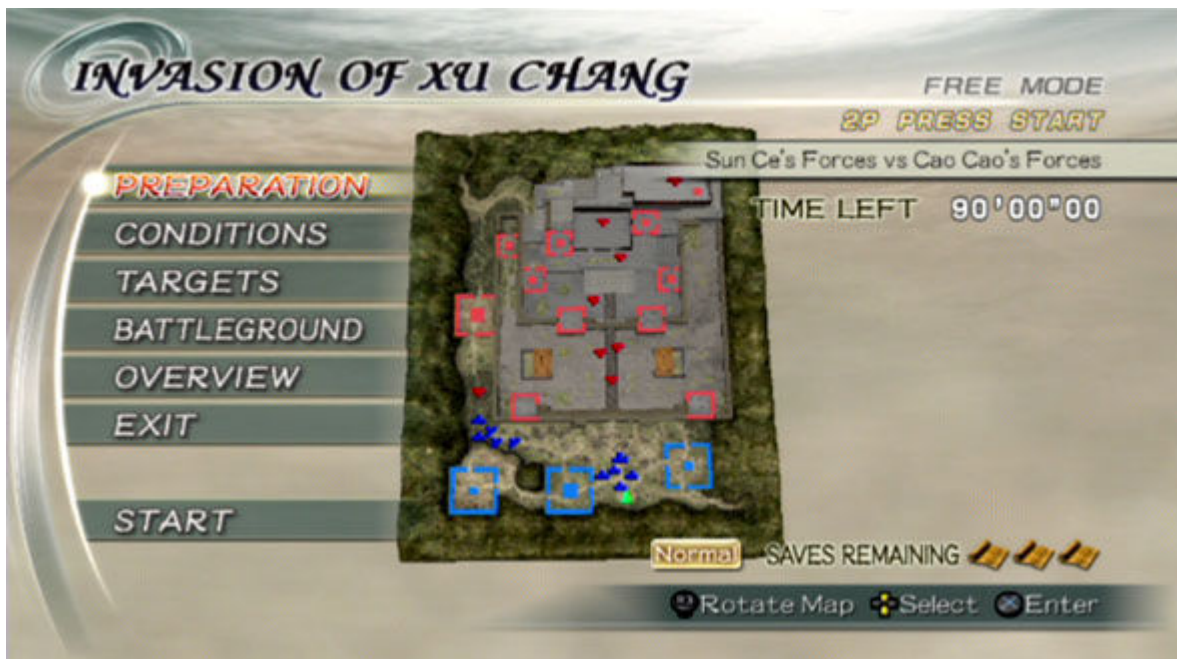 INVASION OF XU CHANG
FREE MODE
2P PRESS START
Sun Ce's Forces vs Cao Cao's Forces
TIME LEFT 90'00"00
PREPARATION
CONDITIONS
TARGETS
BATTLEGROUND
OVERVIEW
EXIT
START
Normal SAVES REMAINING
Rotate Map Select Enter